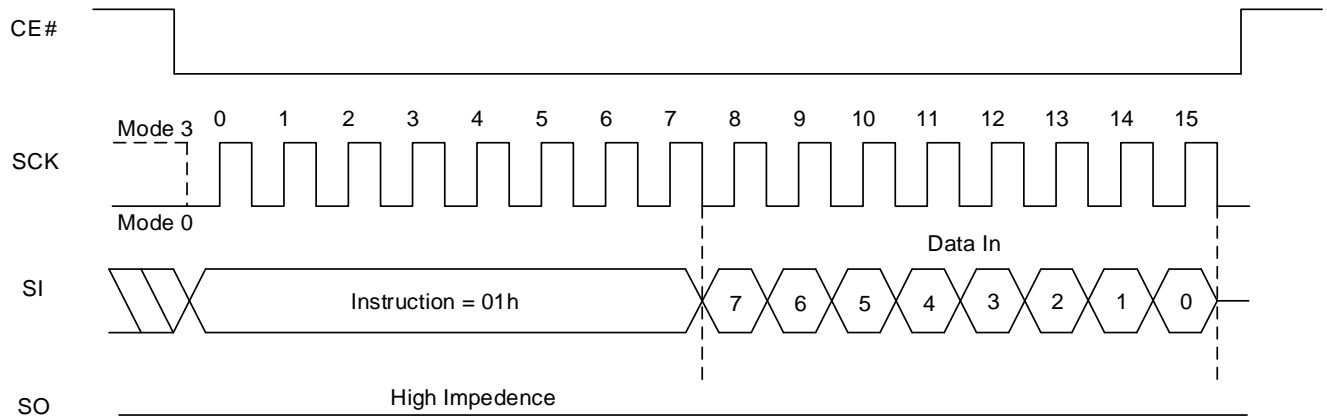 CE#
Mode 3
0 1 2 3 4 5 6 7 8 9 10 11 12 13 14 15
SCK
Mode 0
Data In
SI
Instruction = 01h
7 6 5 4 3 2 1 0
High Impedence
SO